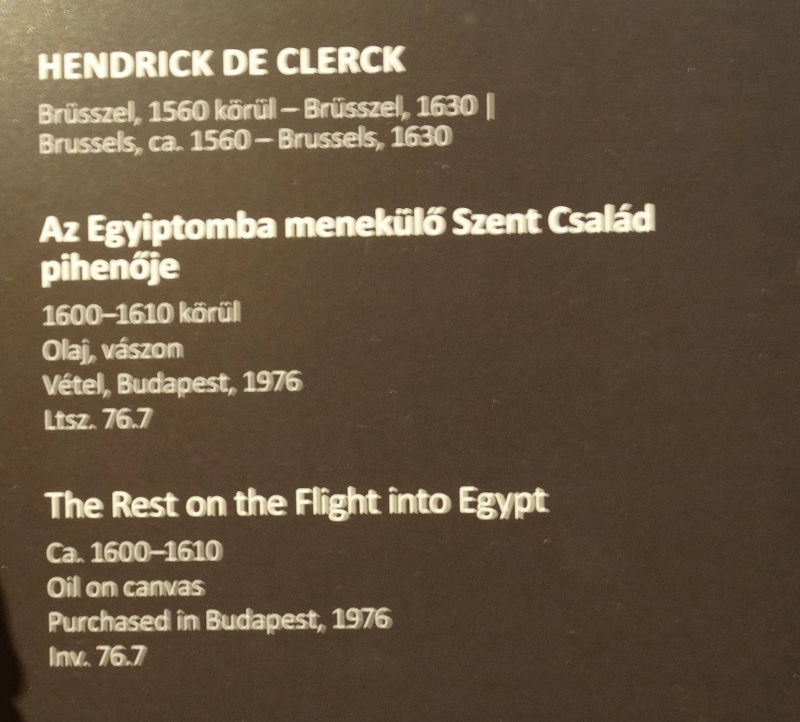 HENDRICK DE CLERCK
Brüsszel, 1560 körül – Brüsszel, 1630 |
Brussels, ca. 1560 – Brussels, 1630
Az Egyiptomba menekülő Szent Család
pihenője
1600–1610 körül
Olaj, vászon
Vétel, Budapest, 1976
Ltsz. 76.7
The Rest on the Flight into Egypt
Ca. 1600–1610
Oil on canvas
Purchased in Budapest, 1976
Inv. 76.7